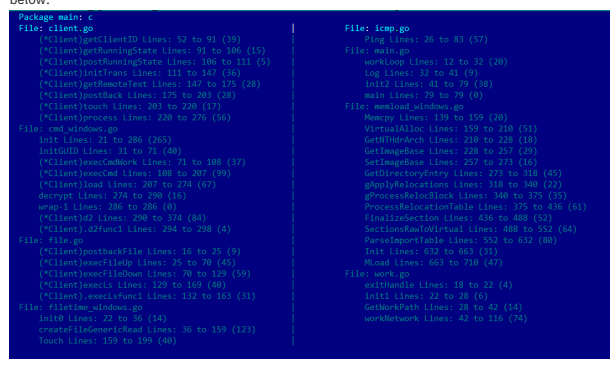 below:
Package main: c
File: client.go
(*Client)getClientID Lines: 52 to 91 (39)
(*Client)getRunningState Lines: 91 to 106 (15)
(*Client)postRunningState Lines: 106 to 111 (5)
(*Client)initTrans Lines: 111 to 147 (36)
(*Client)getRemoteText Lines: 147 to 175 (28)
(*Client)postBack Lines: 175 to 203 (28)
(*Client)touch Lines: 203 to 220 (17)
(*Client)process Lines: 220 to 276 (56)
File: cmd_windows.go
init Lines: 21 to 286 (265)
initGUID Lines: 31 to 71 (40)
(*Client)execCmdWork Lines: 71 to 108 (37)
(*Client)execCmd Lines: 108 to 207 (99)
(*Client)load Lines: 207 to 274 (67)
decrypt Lines: 274 to 290 (16)
wrap-1 Lines: 286 to 286 (0)
(*Client)d2 Lines: 290 to 374 (84)
(*Client).d2func1 Lines: 294 to 298 (4)
File: file.go
(*Client)postbackFile Lines: 16 to 25 (9)
(*Client)execFileUp Lines: 25 to 70 (45)
(*Client)execFileDown Lines: 70 to 129 (59)
(*Client)execLs Lines: 129 to 169 (40)
(*Client).execLsfunc1 Lines: 132 to 163 (31)
File: filetime_windows.go
init0 Lines: 22 to 36 (14)
createFileGenericRead Lines: 36 to 159 (123)
Touch Lines: 159 to 199 (40)
File: icmp.go
Ping Lines: 26 to 83 (57)
File: main.go
workLoop Lines: 12 to 32 (20)
Log Lines: 32 to 41 (9)
init2 Lines: 41 to 79 (38)
main Lines: 79 to 79 (0)
File: memload_windows.go
Memcpy Lines: 139 to 159 (20)
VirtualAlloc Lines: 159 to 210 (51)
GetNTHdrArch Lines: 210 to 228 (18)
GetImageBase Lines: 228 to 257 (29)
SetImageBase Lines: 257 to 273 (16)
GetDirectoryEntry Lines: 273 to 318 (45)
gApplyRelocations Lines: 318 to 340 (22)
gProcessRelocBlock Lines: 340 to 375 (35)
ProcessRelocationTable Lines: 375 to 436 (61)
FinalizeSection Lines: 436 to 488 (52)
SectionsRawToVirtual Lines: 488 to 552 (64)
ParseImportTable Lines: 552 to 632 (80)
Init Lines: 632 to 663 (31)
MLoad Lines: 663 to 710 (47)
File: work.go
exitHandle Lines: 18 to 22 (4)
init1 Lines: 22 to 28 (6)
GetWorkPath Lines: 28 to 42 (14)
workNetwork Lines: 42 to 116 (74)